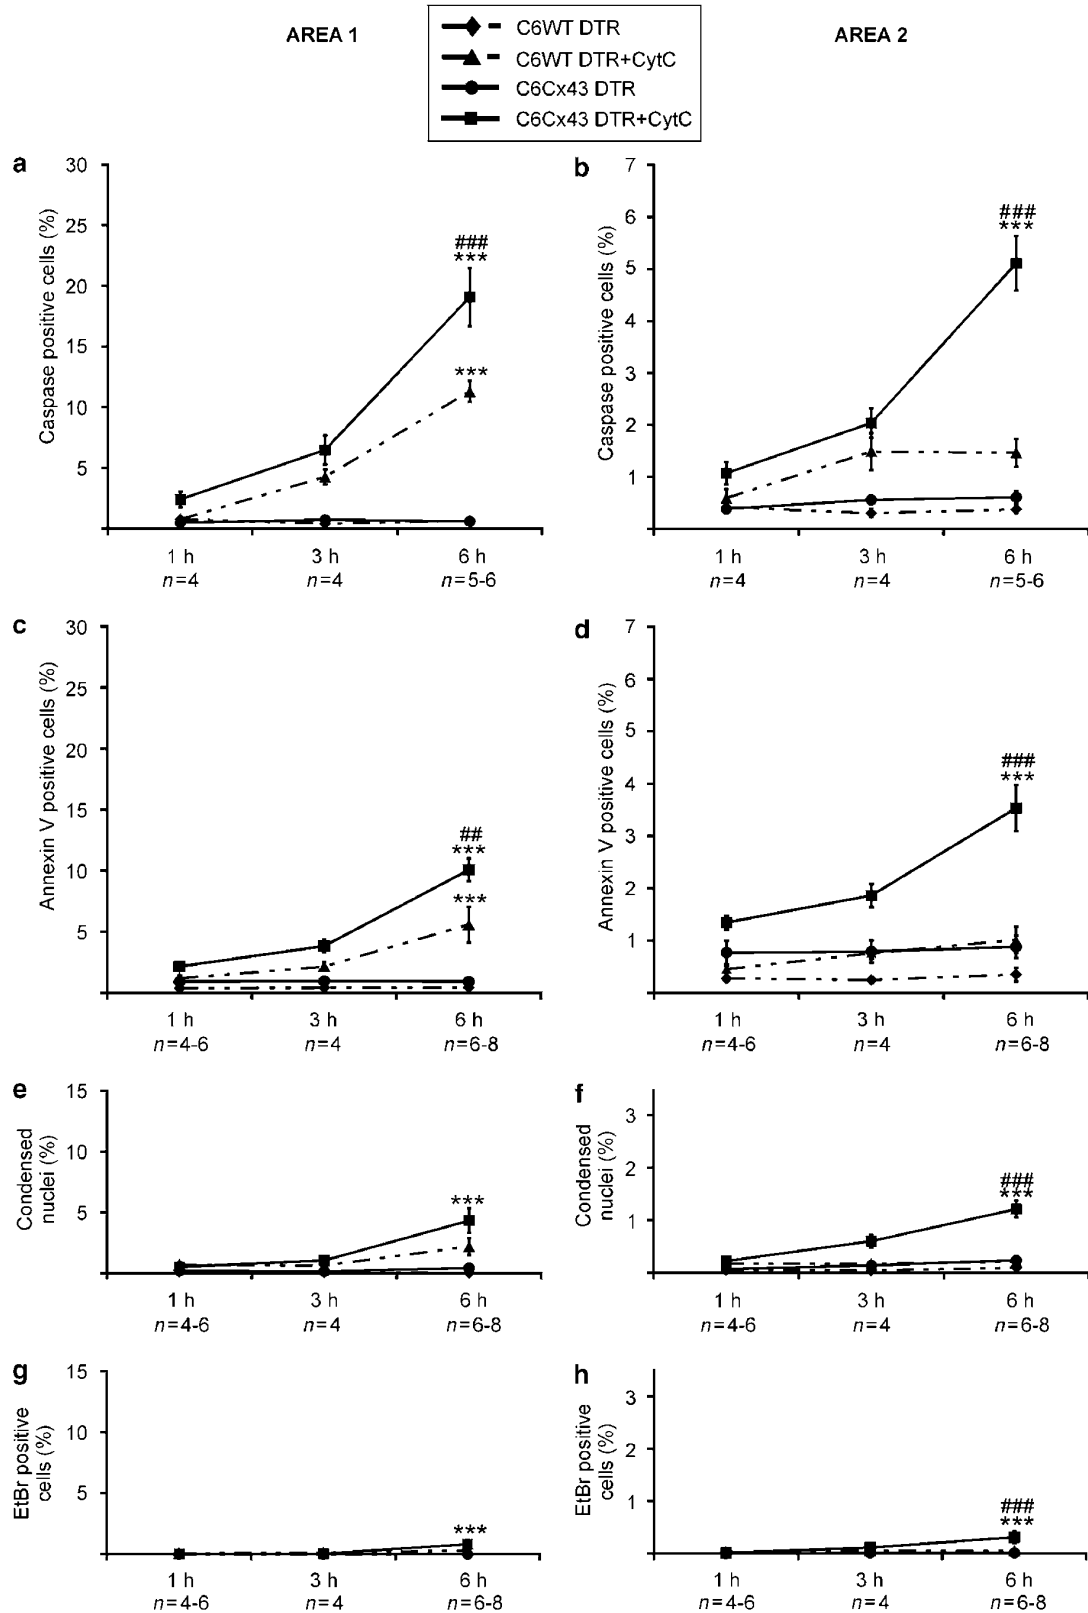 AREA 1
AREA 2
C6WT DTR
C6WT DTR+CytC
C6Cx43 DTR
C6Cx43 DTR+CytC
a
Caspase positive cells (%)
30
25
20
15
10
5
###
***
***
1 h
3 h
6 h
n=4
n=4
n=5-6
b
Caspase positive cells (%)
7
6
5
4
3
2
1
###
***
1 h
3 h
6 h
n=4
n=4
n=5-6
c
Annexin V positive cells (%)
30
25
20
15
10
5
##
***
***
1 h
3 h
6 h
n=4-6
n=4
n=6-8
d
Annexin V positive cells (%)
7
6
5
4
3
2
1
###
***
1 h
3 h
6 h
n=4-6
n=4
n=6-8
e
Condensed
nuclei (%)
15
10
5
***
1 h
3 h
6 h
n=4-6
n=4
n=6-8
f
Condensed
nuclei (%)
3
2
1
###
***
1 h
3 h
6 h
n=4-6
n=4
n=6-8
g
EtBr positive
cells (%)
15
10
5
***
1 h
3 h
6 h
n=4-6
n=4
n=6-8
h
EtBr positive
cells (%)
3
2
1
###
***
1 h
3 h
6 h
n=4-6
n=4
n=6-8